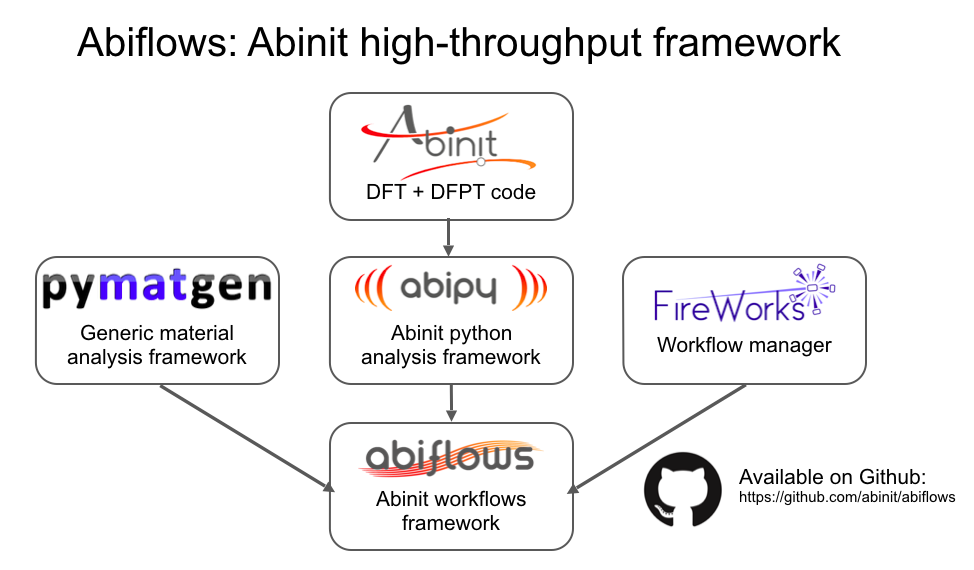 Abiflows: Abinit high-throughput framework
Abinit
DFT + DFPT code
pymatgen
Generic material
analysis framework
abipy
Abinit python
analysis framework
FireWorks
Workflow manager
abiflows
Abinit workflows
framework
Available on Github:
https://github.com/abinit/abiflows